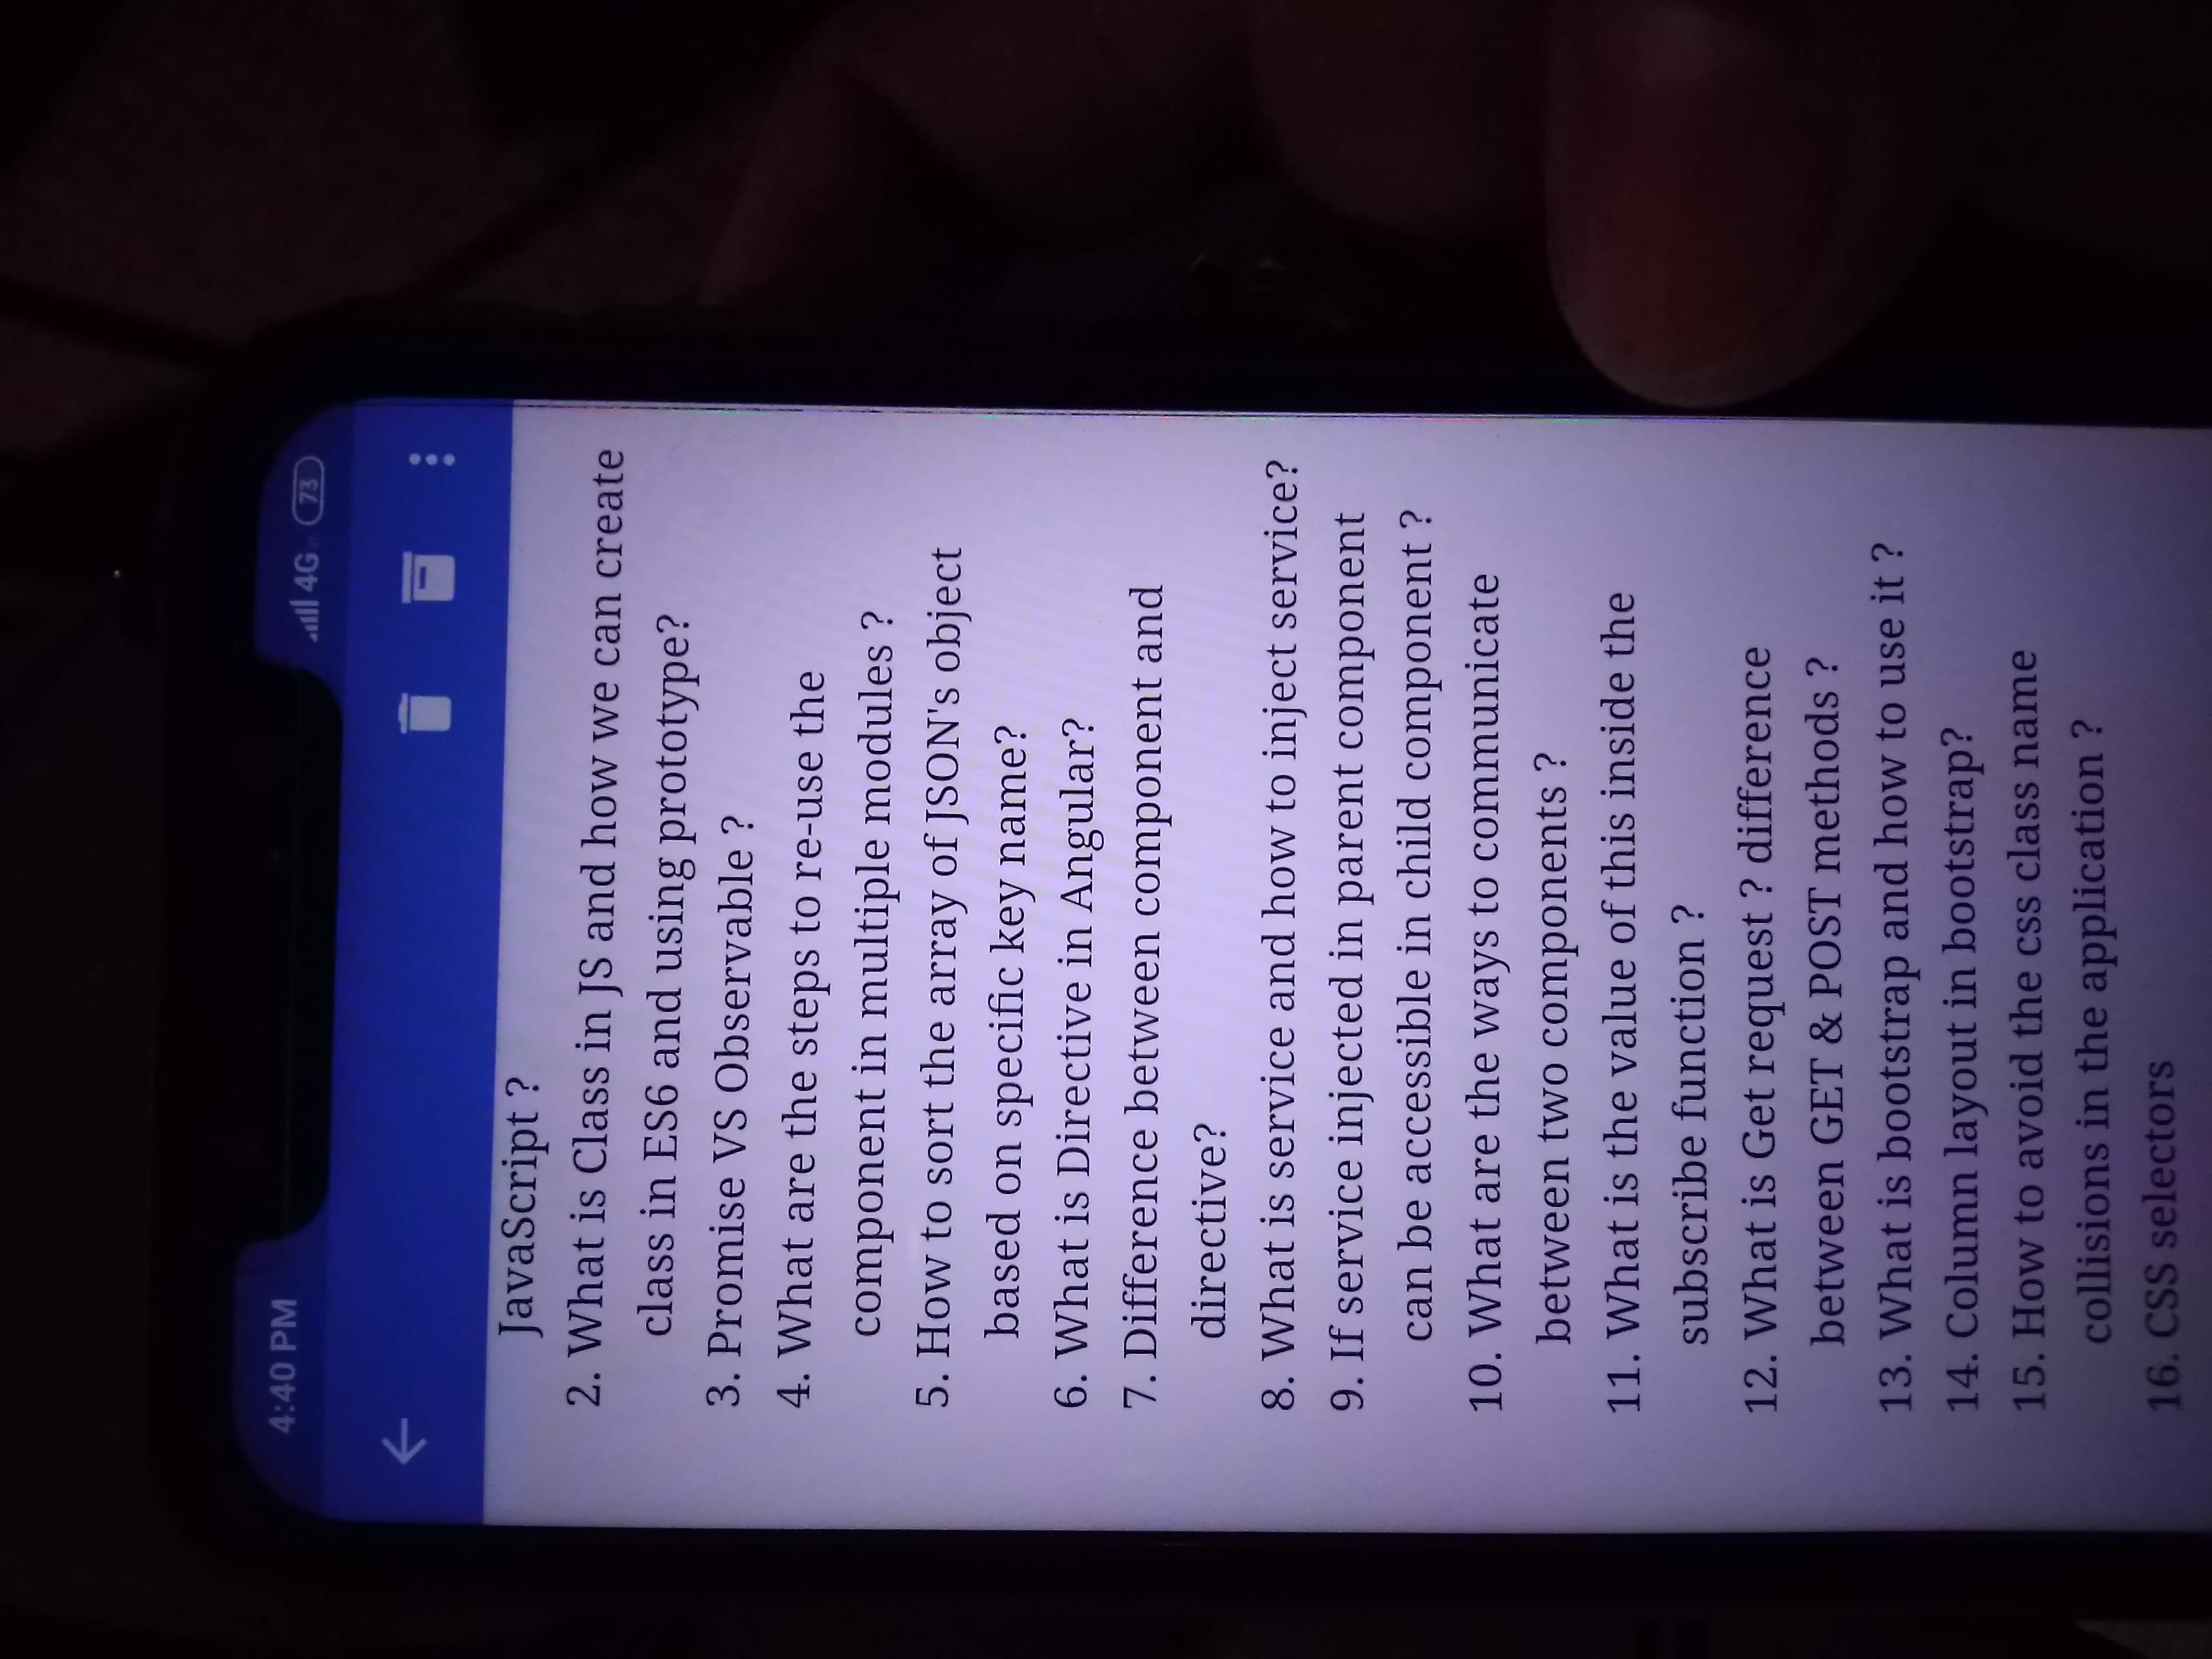 4:40 PM
4G 73
JavaScript ?
2. What is Class in JS and how we can create
class in ES6 and using prototype?
3. Promise VS Observable ?
4. What are the steps to re-use the
component in multiple modules ?
5. How to sort the array of JSON's object
based on specific key name?
6. What is Directive in Angular?
7. Difference between component and
directive?
8. What is service and how to inject service?
9. If service injected in parent component
can be accessible in child component ?
10. What are the ways to communicate
between two components ?
11. What is the value of this inside the
subscribe function ?
12. What is Get request ? difference
between GET & POST methods ?
13. What is bootstrap and how to use it ?
14. Column layout in bootstrap?
15. How to avoid the css class name
collisions in the application ?
16. CSS selectors